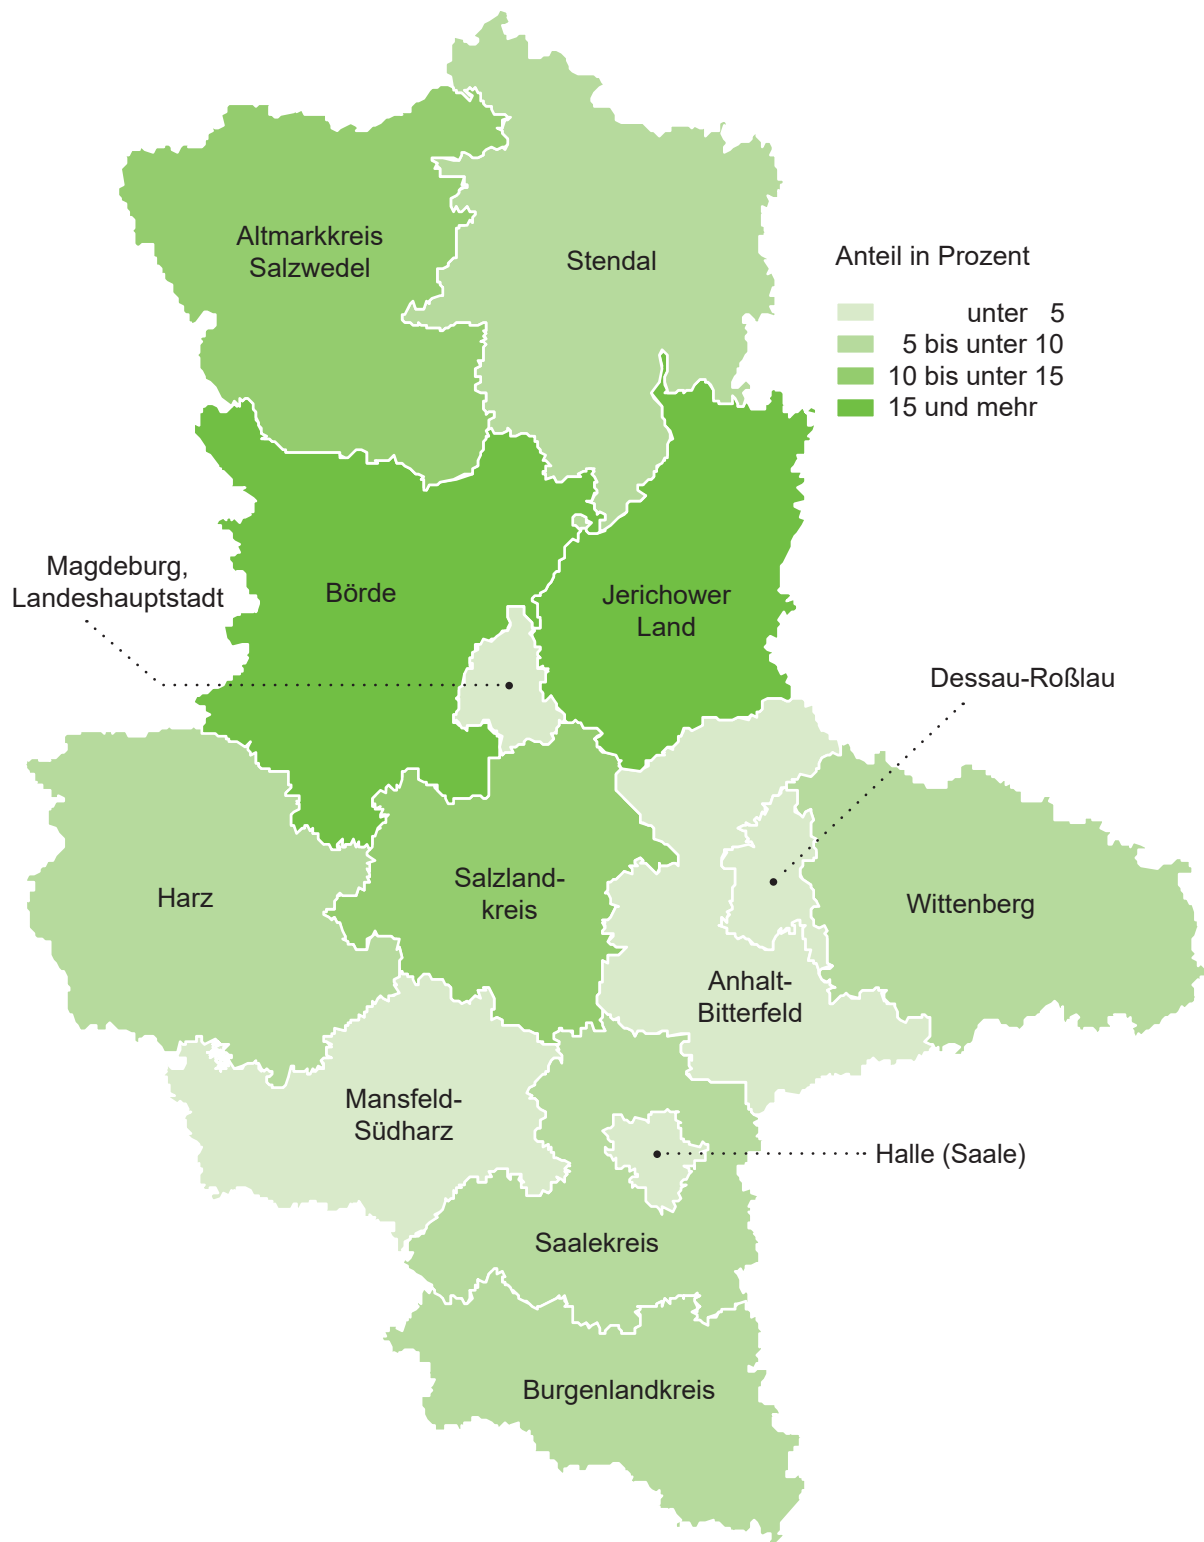 Altmarkkreis
Salzwedel
Stendal
Anteil in Prozent
unter 5
5 bis unter 10
10 bis unter 15
15 und mehr
Magdeburg,
Landeshauptstadt
Börde
Jerichower
Land
Dessau-Roßlau
Harz
Salzland-
kreis
Wittenberg
Anhalt-
Bitterfeld
Mansfeld-
Südharz
Halle (Saale)
Saalekreis
Burgenlandkreis